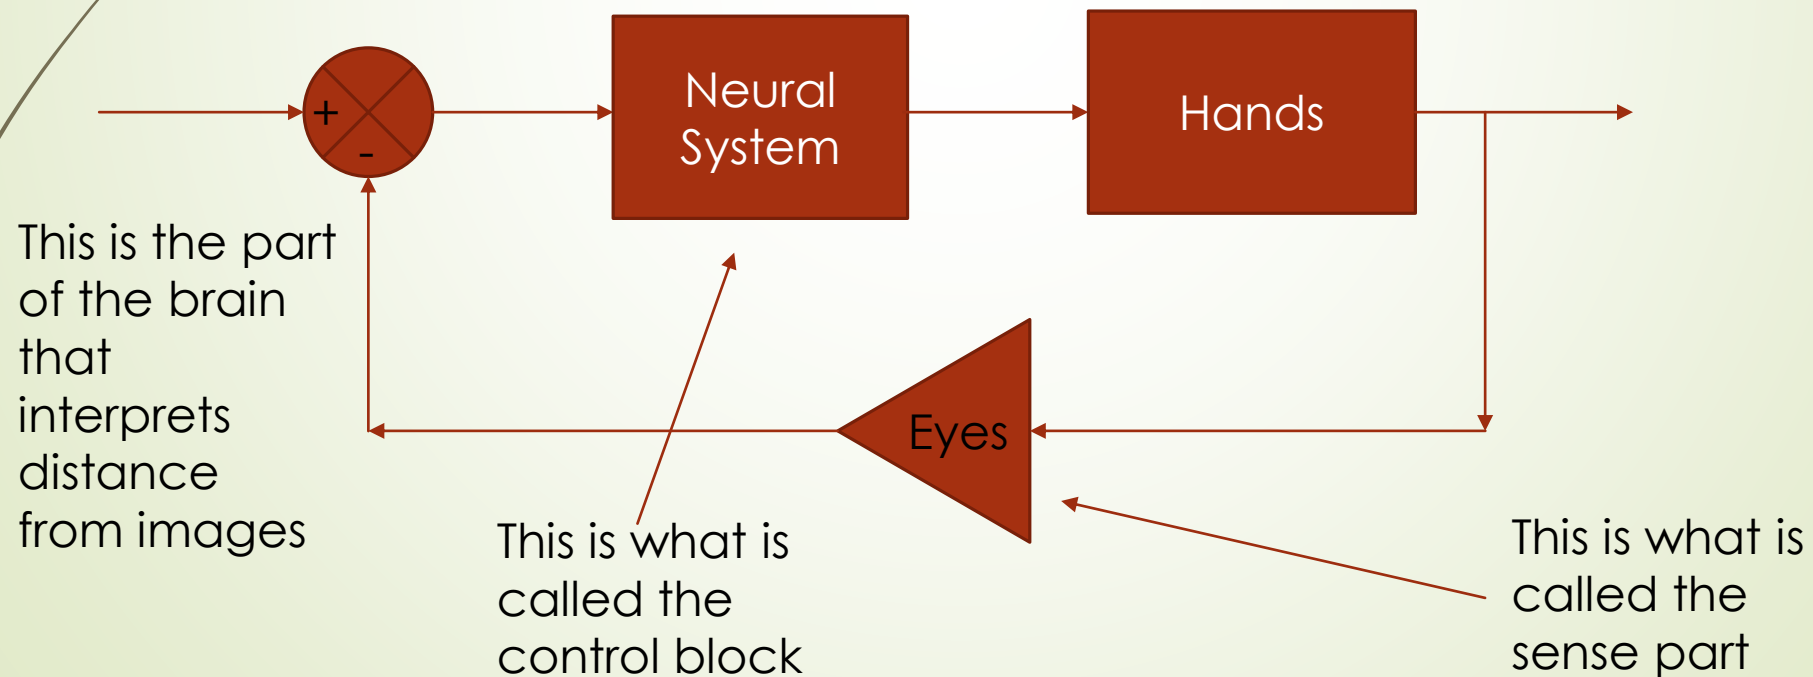 +
-
Neural
System
Hands
Eyes
This is the part
of the brain
that
interprets
distance
from images
This is what is
called the
control block
This is what is
called the
sense part